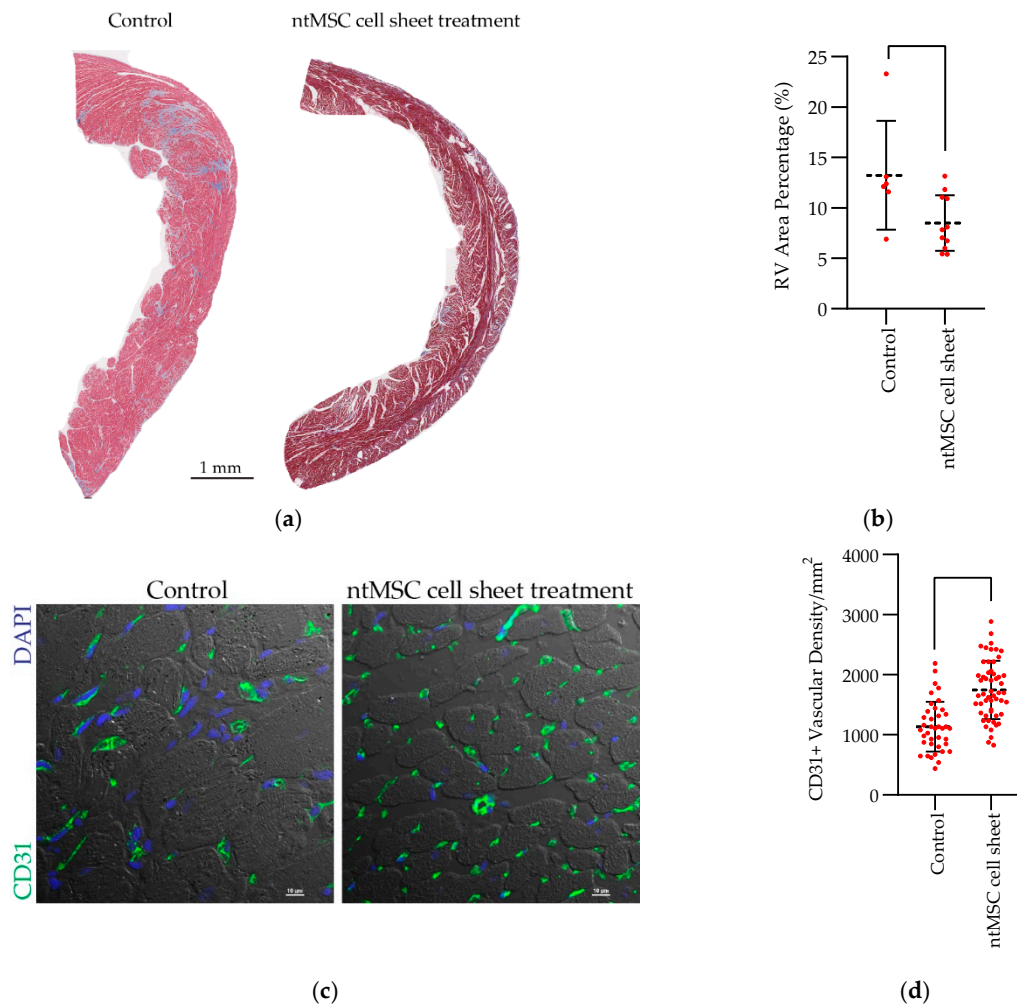 Control
ntMSC cell sheet treatment
1 mm
(a)
RV Area Percentage (%)
25
20
15
10
5
0
Control
ntMSC cell sheet
(b)
Control
ntMSC cell sheet treatment
DAPI
CD31
10 µm
10 µm
(c)
CD31+ Vascular Density/mm²
4000
3000
2000
1000
0
Control
ntMSC cell sheet
(d)